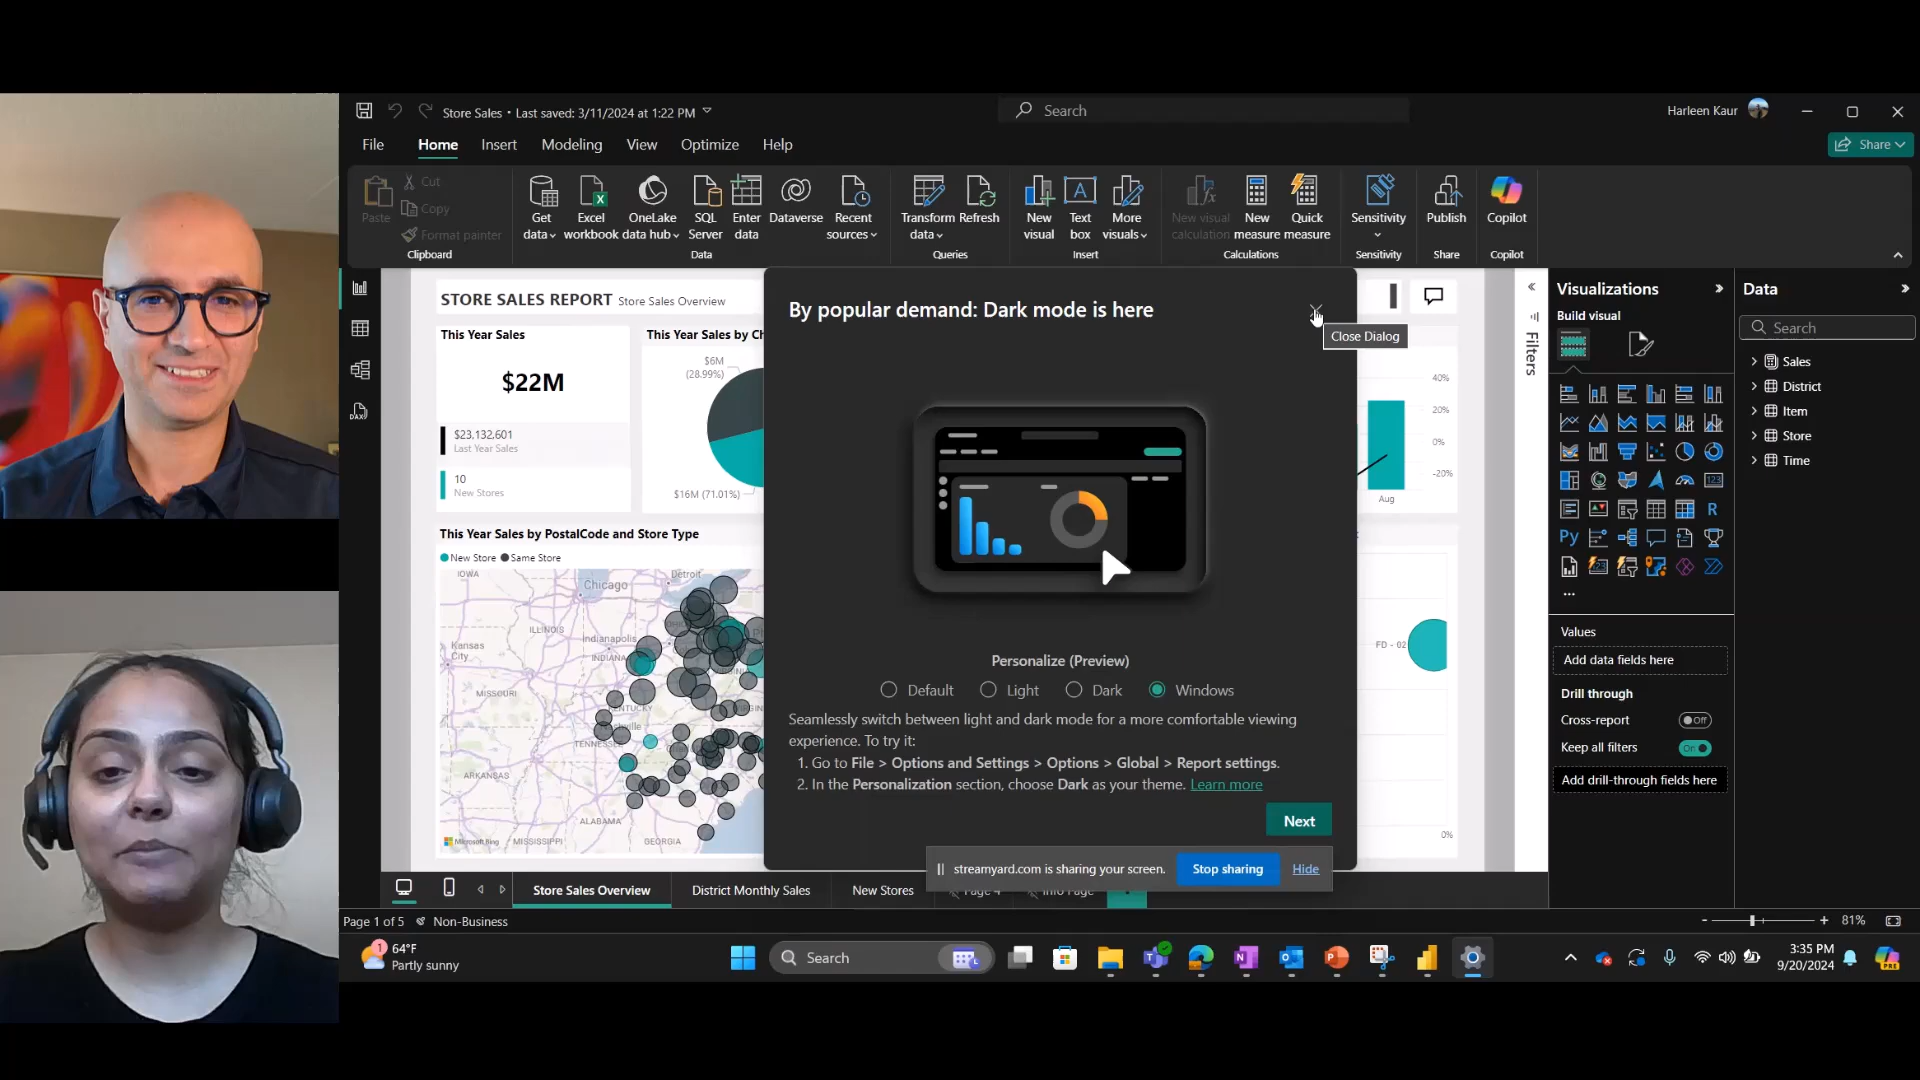 Store Sales • Last saved: 3/11/2024 at 1:22 PM
Search
Harleen Kaur
File
Home
Insert
Modeling
View
Optimize
Help
Share
Paste
Cut
Copy
Format painter
Clipboard
Get data
Excel workbook
OneLake data hub
SQL Server
Enter data
Dataverse
Recent sources
Data
Transform data
Refresh
Queries
New visual
Text box
More visuals
Insert
New visual calculation
New measure
Quick measure
Calculations
Sensitivity
Sensitivity
Publish
Share
Copilot
Copilot
STORE SALES REPORT Store Sales Overview
This Year Sales
$22M
$23,132,601
Last Year Sales
10
New Stores
This Year Sales by Ch
$6M
(28.99%)
$16M (71.01%)
This Year Sales by PostalCode and Store Type
New Store Same Store
IOWA
Chicago
Detroit
ILLINOIS
Indianapolis
INDIANA
Kansas City
MISSOURI
KENTUCKY
Nashville
TENNESSEE
ARKANSAS
ALABAMA
MISSISSIPPI
GEORGIA
Microsoft Bing
By popular demand: Dark mode is here
Close Dialog
Personalize (Preview)
Default
Light
Dark
Windows
Seamlessly switch between light and dark mode for a more comfortable viewing
experience. To try it:
1. Go to File > Options and Settings > Options > Global > Report settings.
2. In the Personalization section, choose Dark as your theme. Learn more
Next
streamyard.com is sharing your screen.
Stop sharing
Hide
40%
20%
0%
-20%
Aug
FD - 02
0%
Filters
Visualizations
Build visual
Values
Add data fields here
Drill through
Cross-report
Off
Keep all filters
On
Add drill-through fields here
Data
Search
Sales
District
Item
Store
Time
Store Sales Overview
District Monthly Sales
New Stores
Page 4
Info Page
Page 1 of 5
Non-Business
81%
64°F
Partly sunny
Search
3:35 PM
9/20/2024